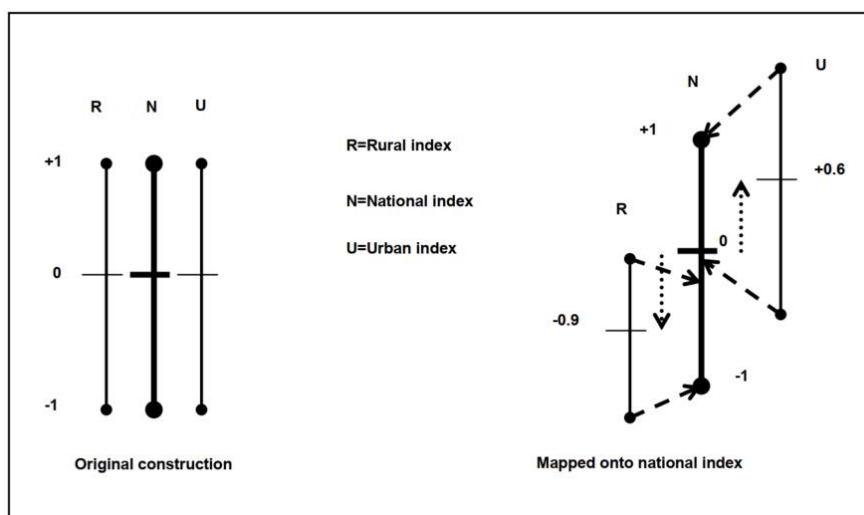 R N U
+1
0
-1
Original construction
R=Rural index
N=National index
U=Urban index
N
U
+1
+0.6
R
0
-0.9
-1
Mapped onto national index